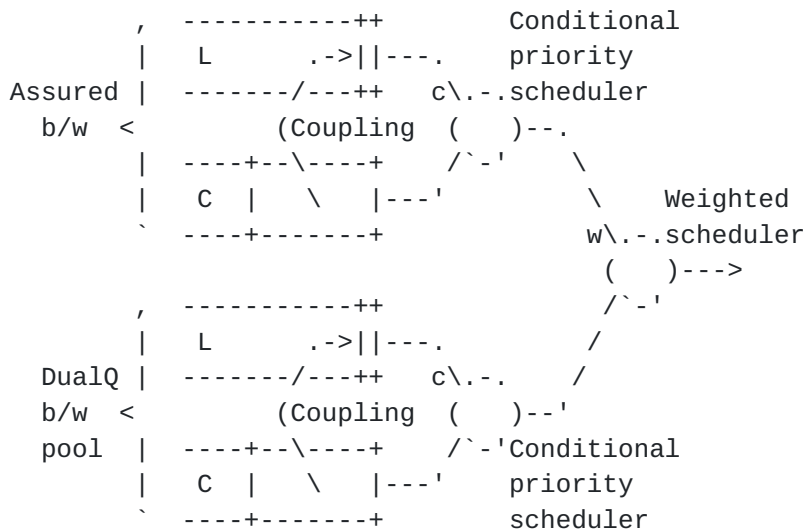 ,  -----------++        Conditional
      |   L      .->||---.    priority
Assured |  -------/---++   c\.-.scheduler
  b/w  <         (Coupling  (   )--.
      |  ----+--\----+    /`-'      \
      |   C  |   \   |---'           \    Weighted
      `  ----+-------+             w\.-.scheduler
                                    (   )--->
      ,  -----------++              /`-'
      |   L      .->||---.         /
DualQ |  -------/---++   c\.-.    /
b/w  <         (Coupling  (   )--'
pool  |  ----+--\----+    /`-'Conditional
      |   C  |   \   |---'    priority
      `  ----+-------+        scheduler